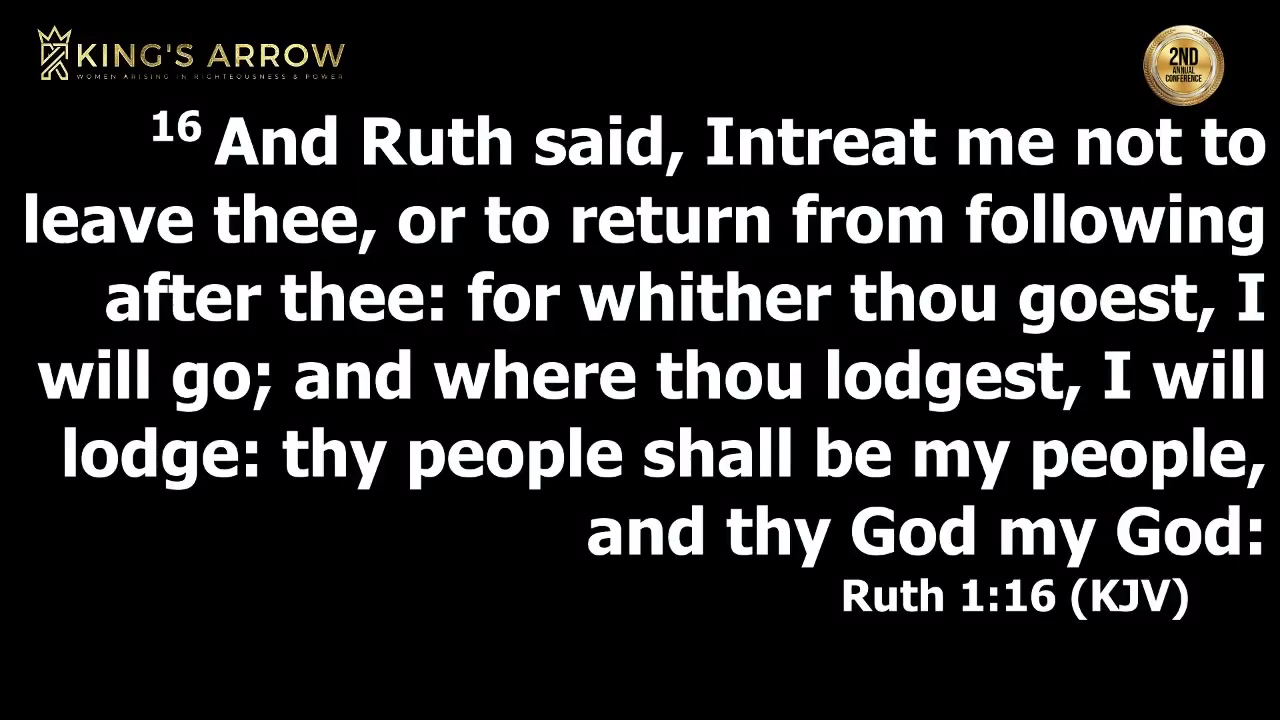 KING'S ARROW
WOMEN ARISING IN RIGHTEOUSNESS & POWER
2ND
ANNUAL
CONFERENCE
16 And Ruth said, Intreat me not to
leave thee, or to return from following
after thee: for whither thou goest, I
will go; and where thou lodgest, I will
lodge: thy people shall be my people,
and thy God my God:
Ruth 1:16 (KJV)